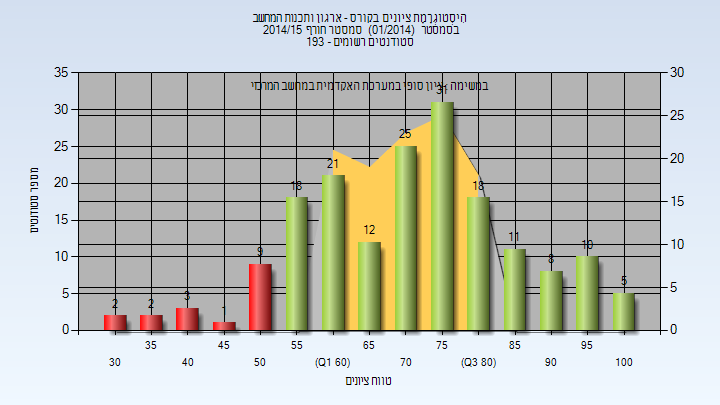 היסטוגרמת ציונים בקורס - ארגון ותכנות המחשב
בסמסטר (01/2014) סמסטר חורף 2014/15
סטודנטים רשומים - 193
במשימה - ציון סופי במערכת האקדמית במחשב המרכזי
מספר סטודנטים
35 30 25 20 15 10 5 0
30 25 20 15 10 5 0
2 2 3 1 9 18 21 12 25 31 18 11 8 10 5
35 45 55 65 75 85 95
30 40 50 (Q1 60) 70 (Q3 80) 90 100
טווח ציונים